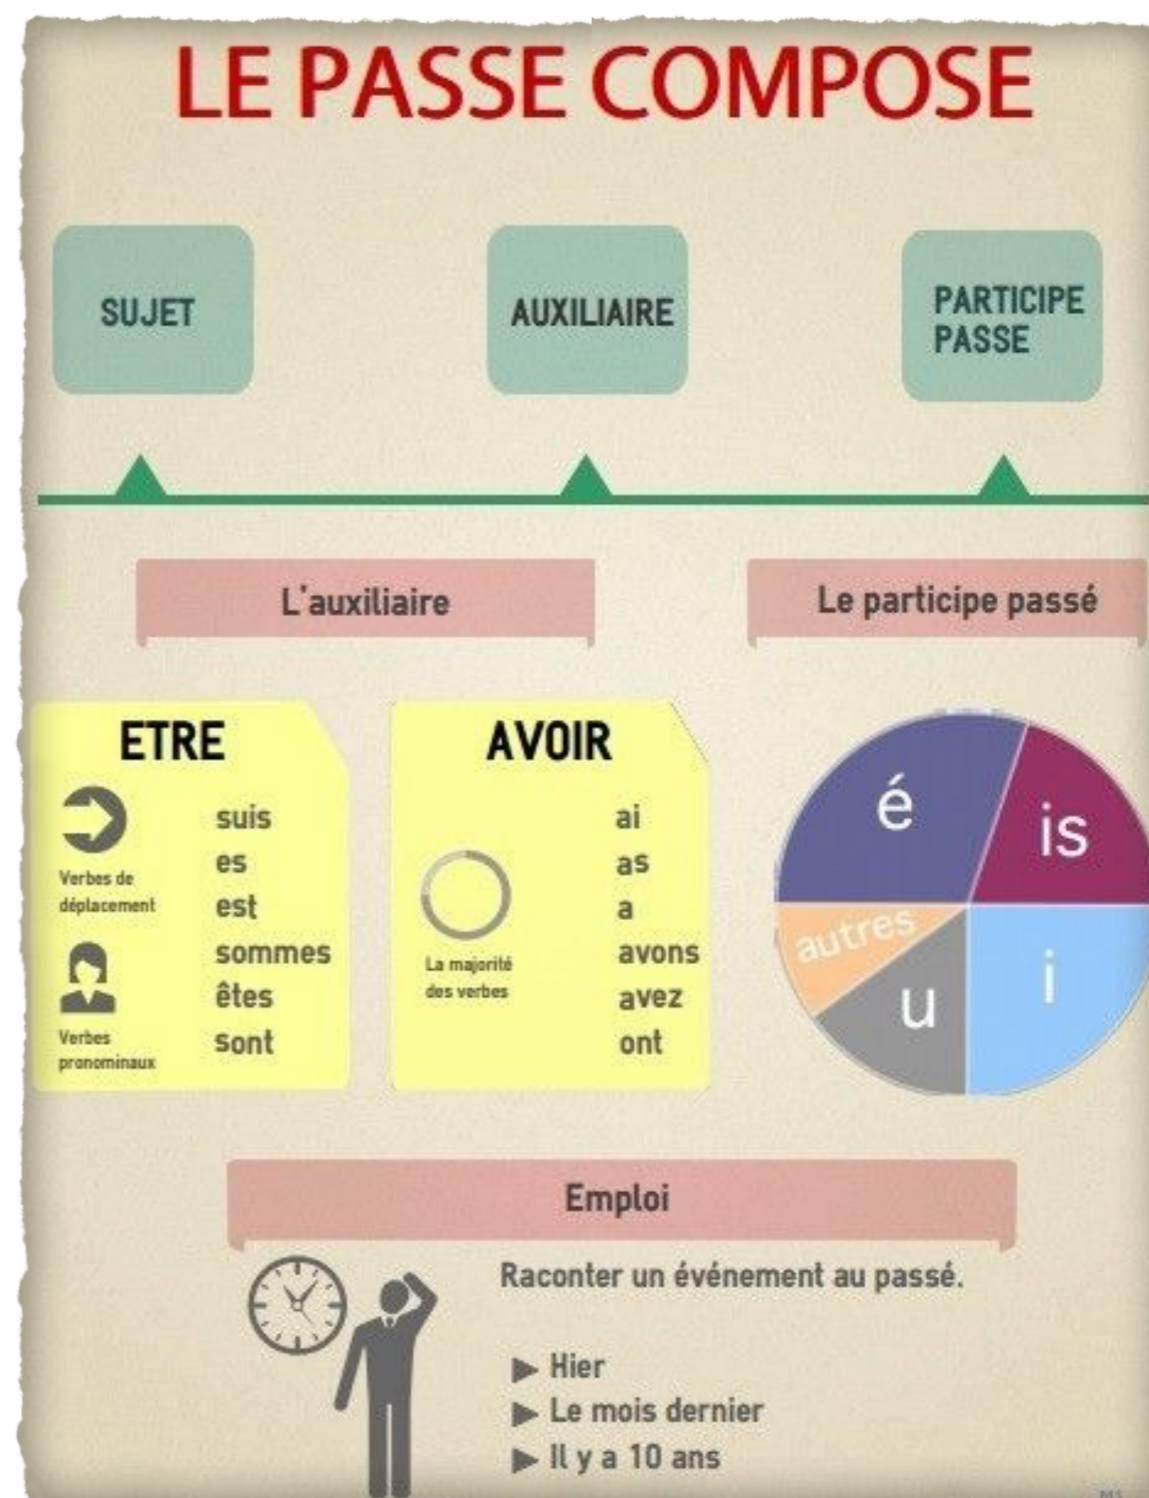 LE PASSE COMPOSE
SUJET
AUXILIAIRE
PARTICIPE
PASSE
L'auxiliaire
Le participe passé
ETRE
suis
es
est
sommes
êtes
sont
Verbes de
déplacement
Verbes
pronominaux
AVOIR
ai
as
a
avons
avez
ont
La majorité
des verbes
é
is
autres
u
i
Emploi
Raconter un événement au passé.
Hier
Le mois dernier
Il y a 10 ans